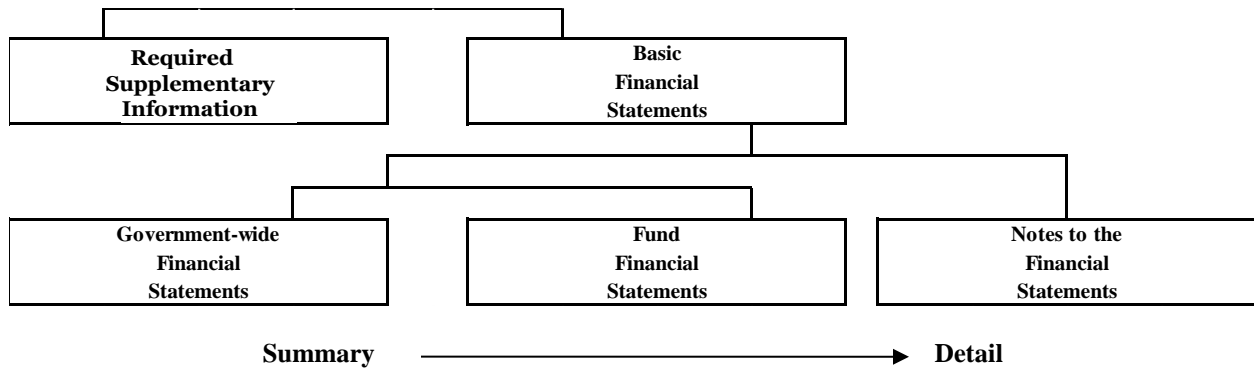 Required
Supplementary
Information
Basic
Financial
Statements
Government-wide
Financial
Statements
Fund
Financial
Statements
Notes to the
Financial
Statements
Summary
Detail